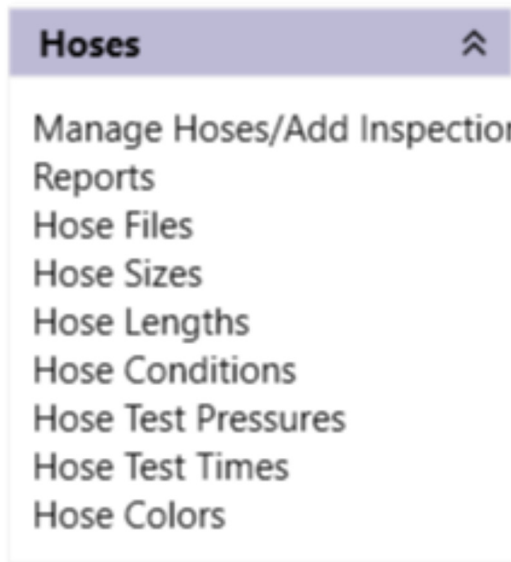 Hoses
Manage Hoses/Add Inspection
Reports
Hose Files
Hose Sizes
Hose Lengths
Hose Conditions
Hose Test Pressures
Hose Test Times
Hose Colors